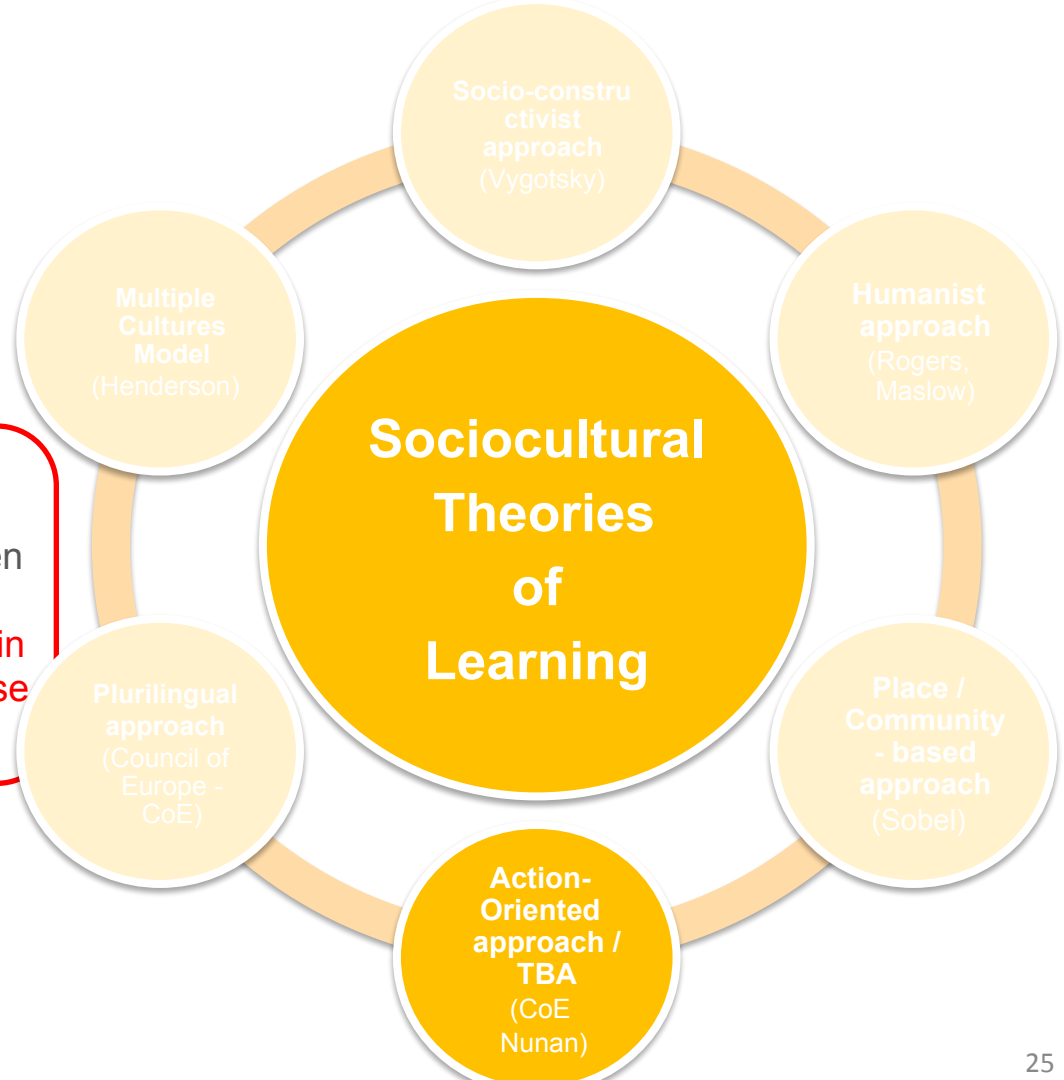 Socio-constru
ctivist
approach
(Vygotsky)
Humanist
approach
(Rogers,
Maslow)
Multiple
Cultures
Model
(Henderson)
Sociocultural
Theories
of
Learning
en
in
se
Plurilingual
approach
(Council of
Europe -
CoE)
Place /
Community
- based
approach
(Sobel)
Action-
Oriented
approach /
TBA
(CoE
Nunan)
25